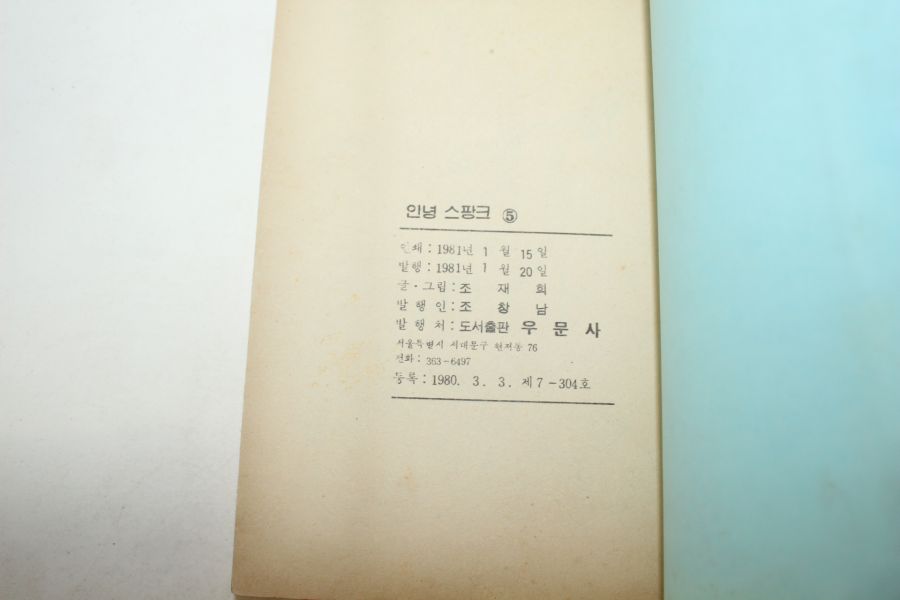 안녕 스팡크 ⑤
인쇄 : 1981년 1 월 15 일
발행 : 1981년 1 월 20 일
글·그림 : 조 재 희
발 행 인 : 조 창 남
발 행 처 : 도서출판 우 문 사
서울특별시 서대문구 현저동 76
전화 : 363-6497
등록 : 1980. 3. 3. 제 7-304호